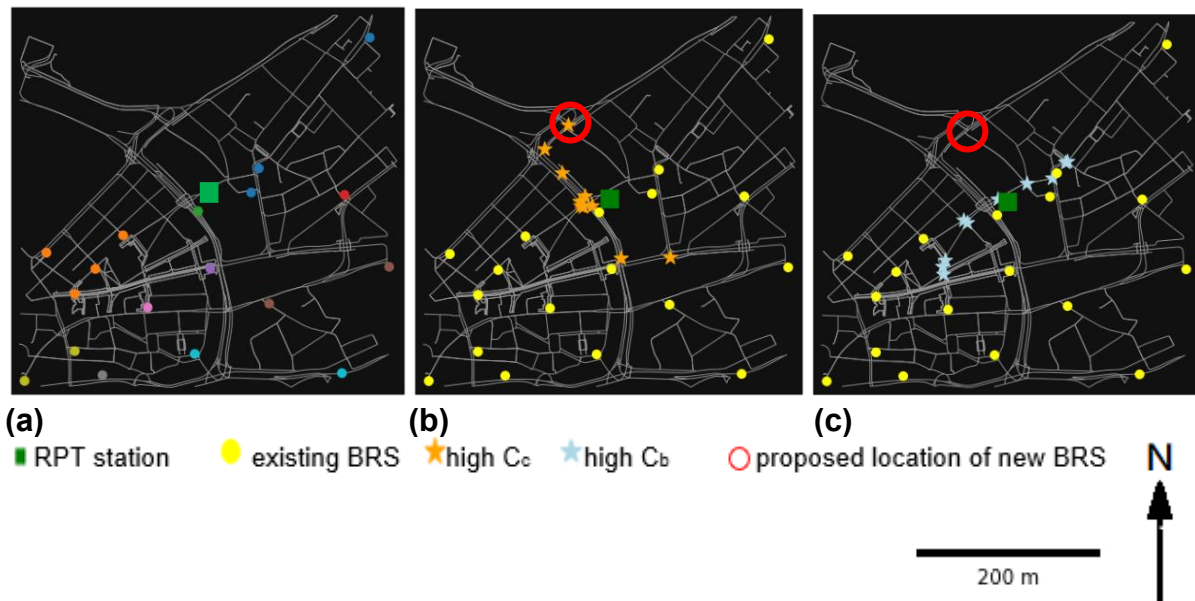 (a) (b) (c)
RPT station existing BRS high Cc high Cb proposed location of new BRS N
200 m